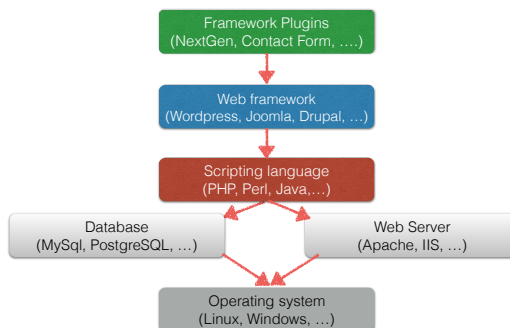 Framework Plugins
(NextGen, Contact Form, ....)
Web framework
(Wordpress, Joomla, Drupal, ...)
Scripting language
(PHP, Perl, Java,...)
Database
(MySql, PostgreSQL, ...)
Web Server
(Apache, IIS, ...)
Operating system
(Linux, Windows, ...)